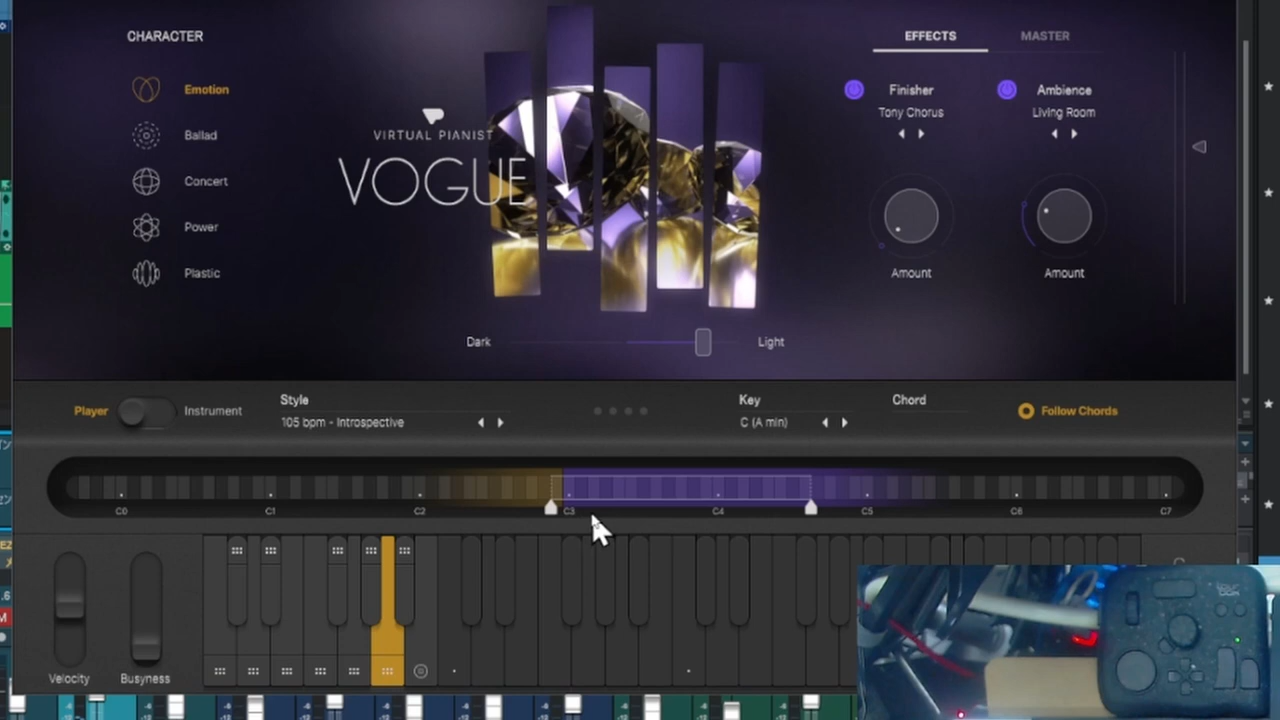 CHARACTER
Emotion
Ballad
Concert
Power
Plastic
VIRTUAL PIANIST
VOGUE
Dark
Light
EFFECTS
MASTER
Finisher
Tony Chorus
Amount
Ambience
Living Room
Amount
Player
Instrument
Style
105 bpm - Introspective
Key
C (A min)
Chord
Follow Chords
C0
C1
C2
C3
C4
C5
C6
C7
Velocity
Busyness